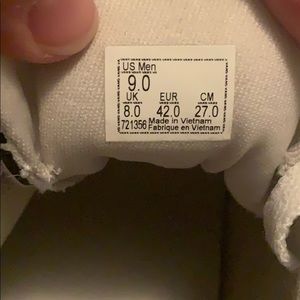 US Men
9.0
UK EUR CM
8.0 42.0 27.0
721356 Made in Vietnam
Fabrique en Vietnam